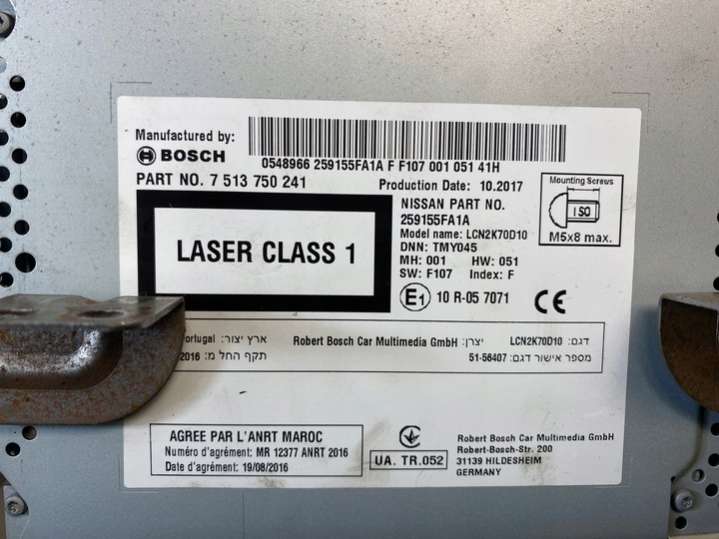 Manufactured by:
BOSCH
0548966 259155FA1A F F107 001 051 41H
PART NO. 7 513 750 241
Production Date: 10.2017
LASER CLASS 1
NISSAN PART NO.
259155FA1A
Model name: LCN2K70D10
DNN: TMY045
MH: 001 HW: 051
SW: F107 Index: F
E1 10 R-05 7071
CE
Mounting Screws
ISO
M5x8 max.
דגם: LCN2K70D10
יצרן: Robert Bosch Car Multimedia GmbH
ארץ יצור: Portugal
מספר אישור דגם: 51-56407
תקף החל מ: 2016
AGREE PAR L'ANRT MAROC
Numéro d'agrément: MR 12377 ANRT 2016
Date d'agrément: 19/08/2016
UA. TR.052
Robert Bosch Car Multimedia GmbH
Robert-Bosch-Str. 200
31139 HILDESHEIM
GERMANY